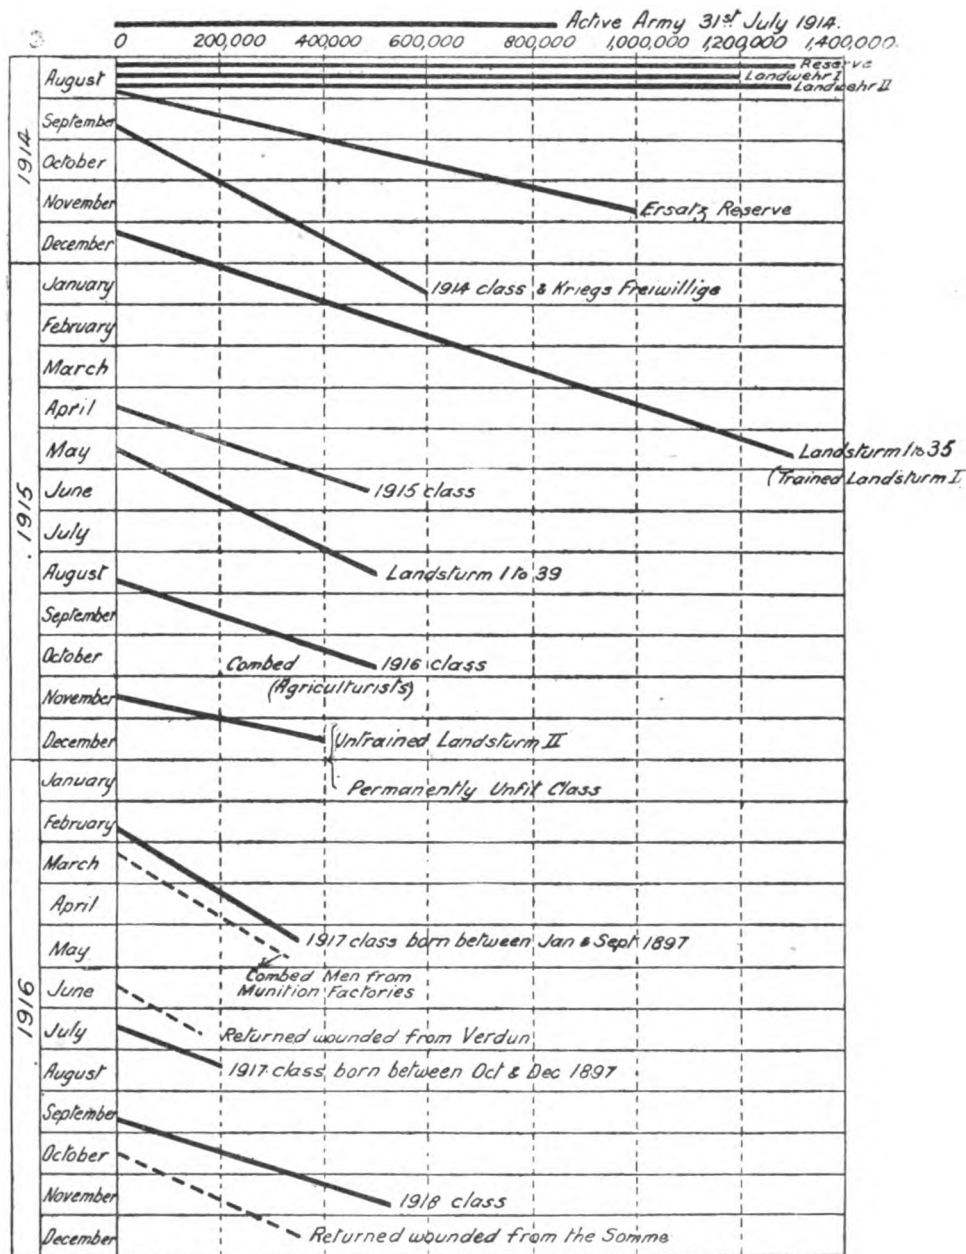 Active Army 31st July 1914.
0 200,000 400,000 600,000 800,000 1,000,000 1,200,000 1,400,000.
1914
August
Reserve
Landwehr I
Landwehr II
September
October
November
Ersatz Reserve
December
1915
January
1914 class & Kriegs Freiwillige
February
March
April
May
Landsturm 1 to 35
(Trained Landsturm I
June
1915 class
July
August
Landsturm 1 to 39
September
October
1916 class
Combed
(Agriculturists)
November
December
Untrained Landsturm II
1916
January
Permanently Unfit Class
February
March
April
May
1917 class born between Jan & Sept 1897
Combed Men from
Munition Factories
June
July
Returned wounded from Verdun
August
1917 class born between Oct & Dec 1897
September
October
November
1918 class
December
Returned wounded from the Somme